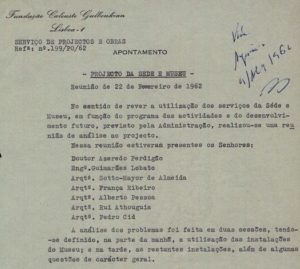 Fundação Calouste Gulbenkian
Lisboa-1
SERVIÇO DE PROJECTOS E OBRAS
Refª: nº.199/PO/62
APONTAMENTO
- PROJECTO DA SEDE E MUSEU -
Reunião de 22 de Fevereiro de 1962
No sentido de rever a utilização dos serviços da Séde e
Museu, em função do programa das actividades e do desenvolvi-
mento futuro, previsto pela Administração, realizou-se uma reu-
nião de análise ao projecto.
Nessa reunião estiveram presentes os Senhores:
Doutor Azeredo Perdigão
Engº.Guimarães Lobato
Arqtº. Sotto-Mayor de Almeida
Arqtº. França Ribeiro
Arqtº. Alberto Pessoa
Arqtº. Rui Athouguia
Arqtº. Pedro Cid
A análise dos problemas foi feita em duas sessões, tendo-
-se definido, na parte da manhã, a utilização das instalações
do Museu; e na tarde, as restantes instalações, além de algumas
questões de carácter geral.